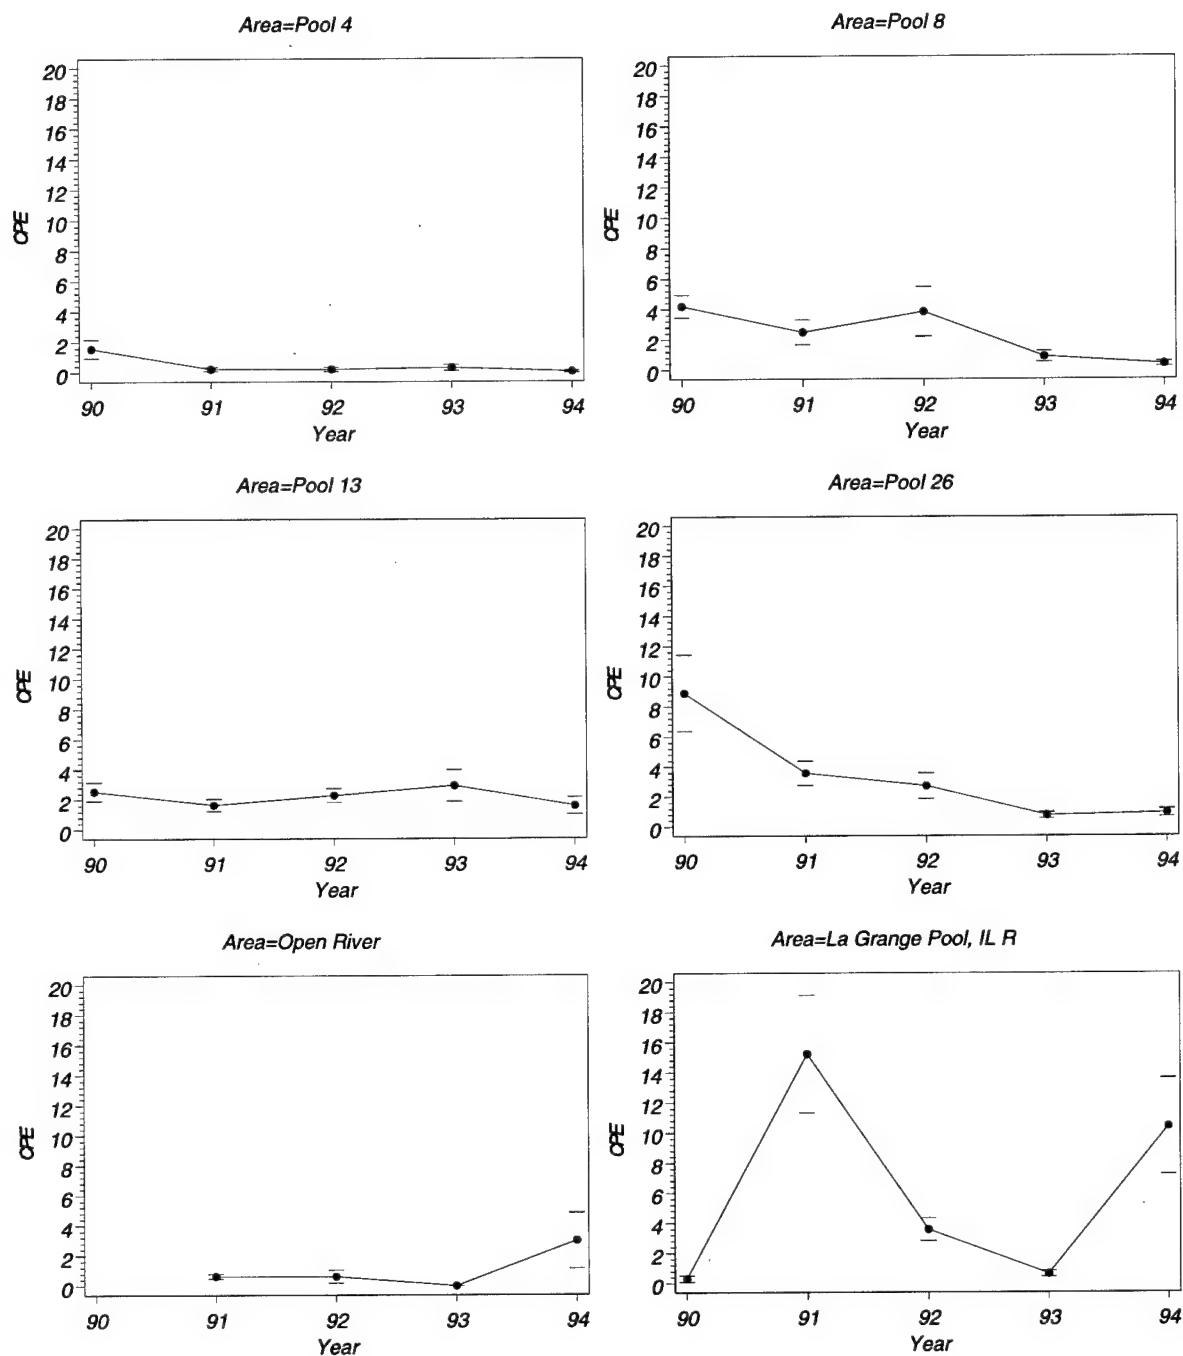 Area=Pool 4
20
18
16
14
12
10
8
6
4
2
0
CPE
90 91 92 93 94
Year
Area=Pool 8
20
18
16
14
12
10
8
6
4
2
0
CPE
90 91 92 93 94
Year
Area=Pool 13
20
18
16
14
12
10
8
6
4
2
0
CPE
90 91 92 93 94
Year
Area=Pool 26
20
18
16
14
12
10
8
6
4
2
0
CPE
90 91 92 93 94
Year
Area=Open River
20
18
16
14
12
10
8
6
4
2
0
CPE
90 91 92 93 94
Year
Area=La Grange Pool, IL R
20
18
16
14
12
10
8
6
4
2
0
CPE
90 91 92 93 94
Year